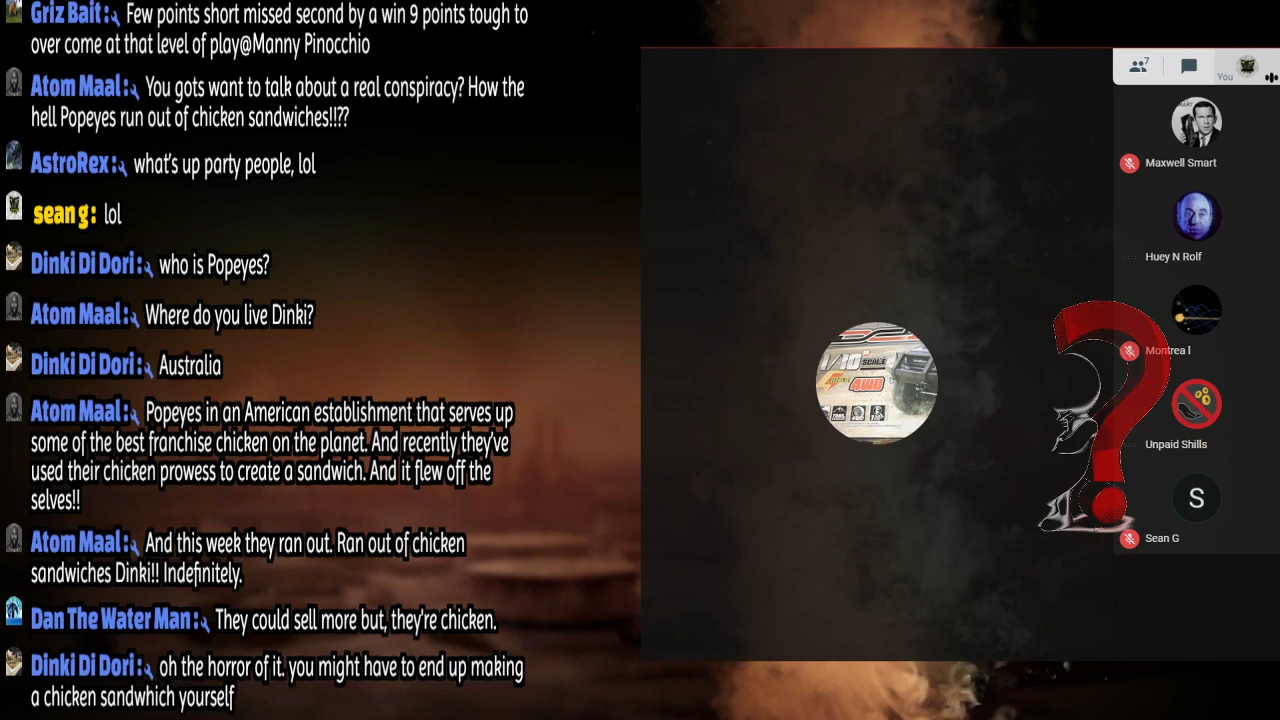 Griz Bait: Few points short missed second by a win 9 points tough to
over come at that level of play@Manny Pinocchio
Atom Maal: You gots want to talk about a real conspiracy? How the
hell Popeyes run out of chicken sandwiches!!??
AstroRex: what's up party people, lol
sean g: lol
Dinki Di Dori: who is Popeyes?
Atom Maal: Where do you live Dinki?
Dinki Di Dori: Australia
Atom Maal: Popeyes in an American establishment that serves up
some of the best franchise chicken on the planet. And recently they've
used their chicken prowess to create a sandwich. And it flew off the
selves!!
Atom Maal: And this week they ran out. Ran out of chicken
sandwiches Dinki!! Indefinitely.
Dan The Water Man: They could sell more but, they're chicken.
Dinki Di Dori: oh the horror of it. you might have to end up making
a chicken sandwhich yourself
1/10 SCALE
ELECTRIC 4WD
7
You
Maxwell Smart
Huey N Rolf
Montrea l
Unpaid Shills
S
Sean G
?